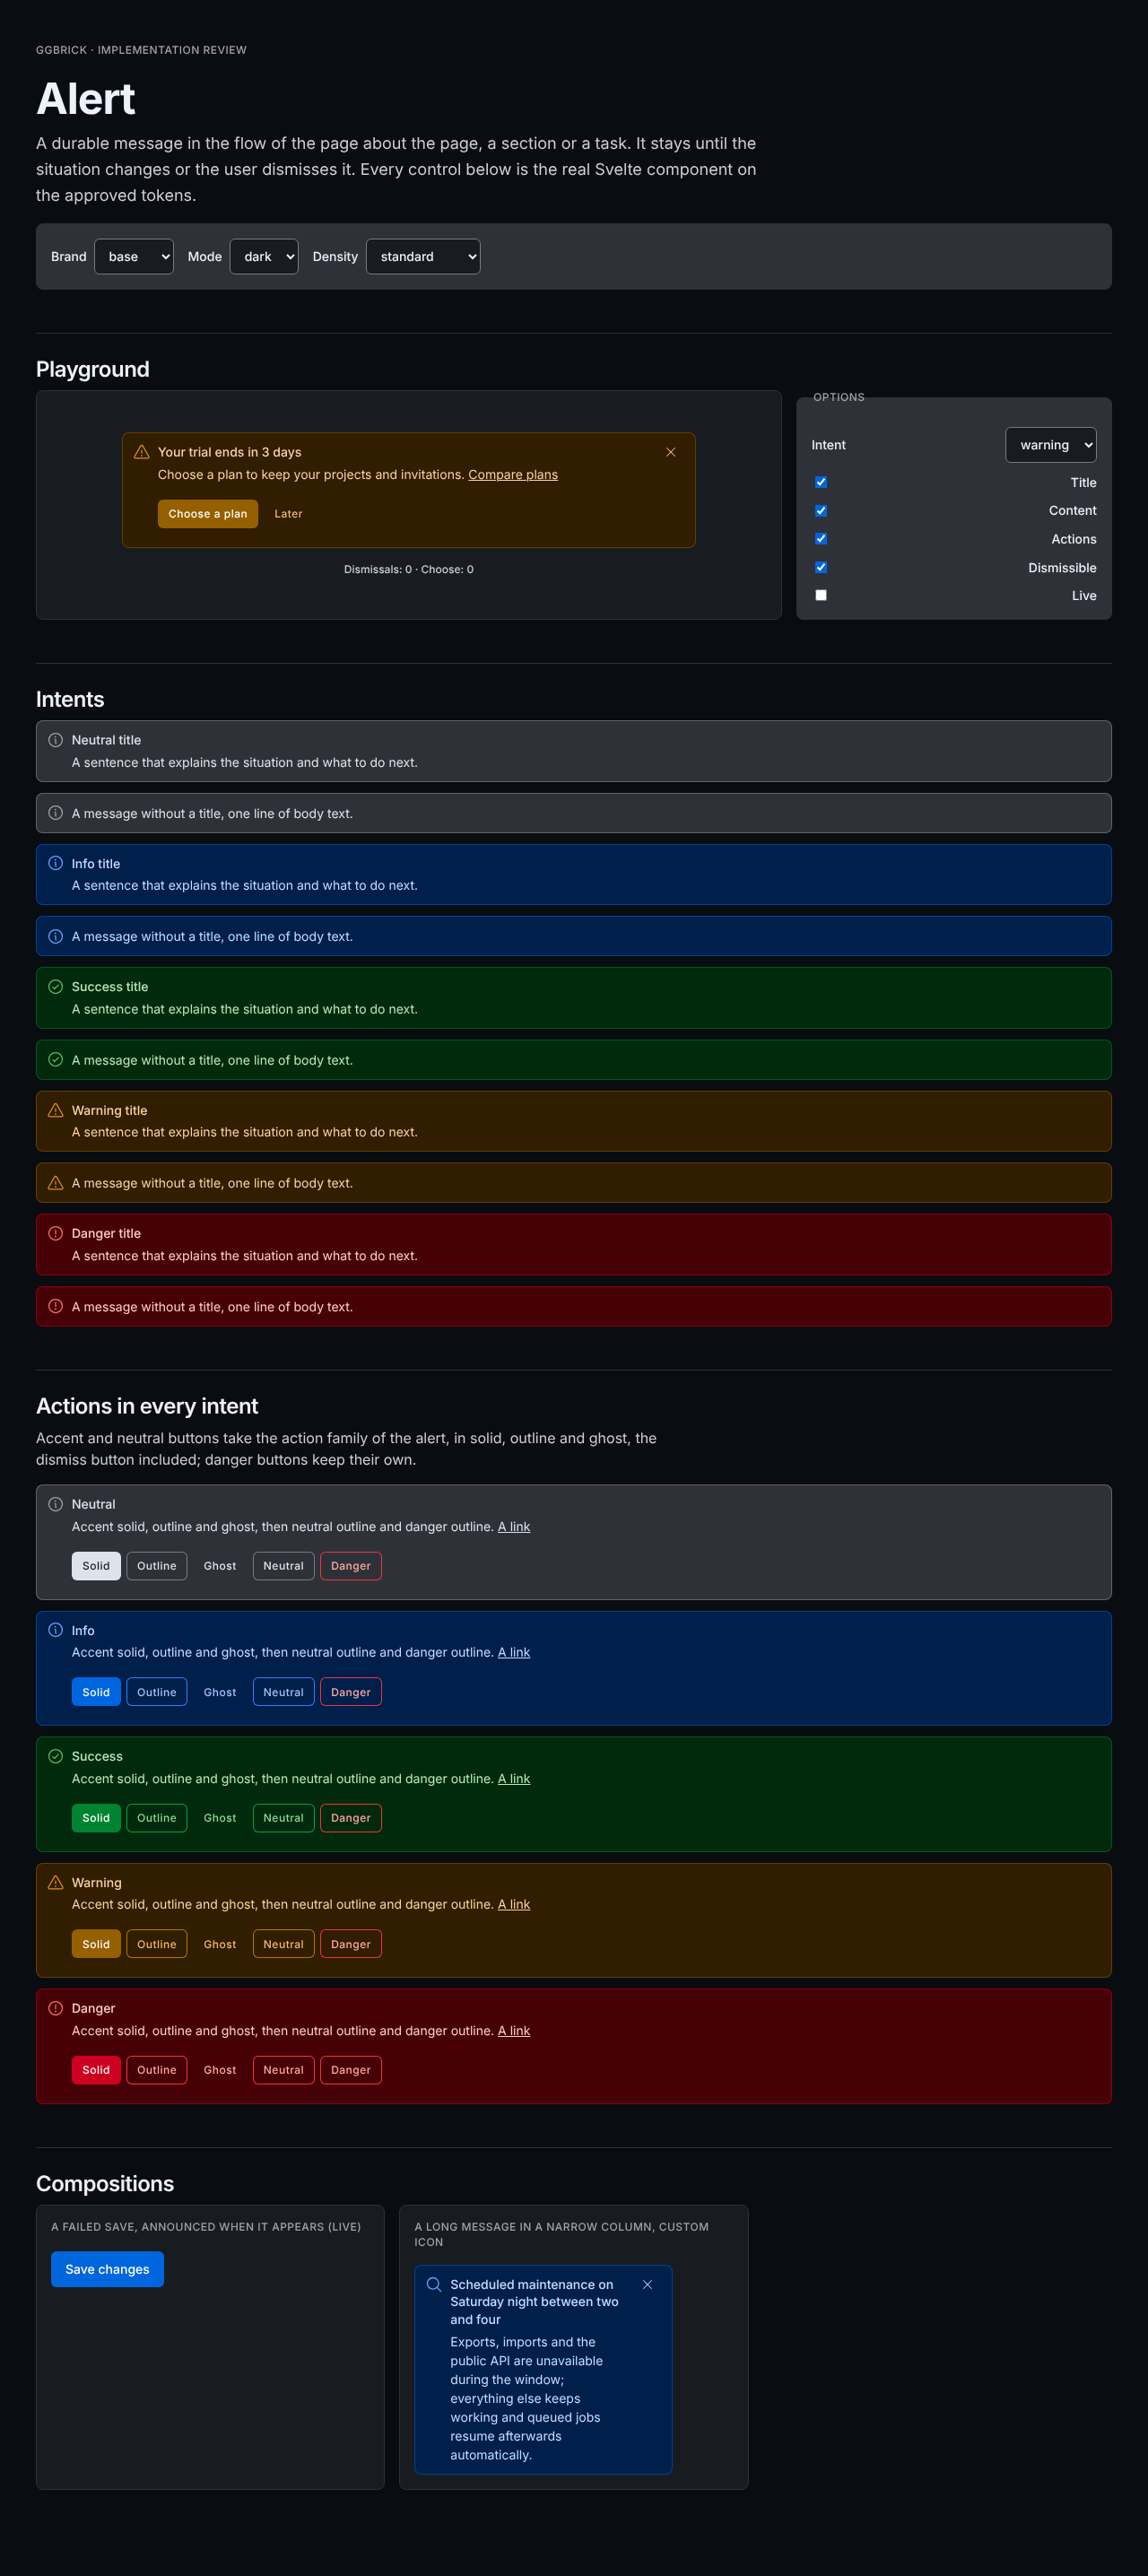 GGBRICK · IMPLEMENTATION REVIEW
Alert
A durable message in the flow of the page about the page, a section or a task. It stays until the
situation changes or the user dismisses it. Every control below is the real Svelte component on
the approved tokens.
Brand base Mode dark Density standard
Playground
OPTIONS
Your trial ends in 3 days
Choose a plan to keep your projects and invitations. Compare plans
Choose a plan Later
Dismissals: 0 · Choose: 0
Intent warning
Title
Content
Actions
Dismissible
Live
Intents
Neutral title
A sentence that explains the situation and what to do next.
A message without a title, one line of body text.
Info title
A sentence that explains the situation and what to do next.
A message without a title, one line of body text.
Success title
A sentence that explains the situation and what to do next.
A message without a title, one line of body text.
Warning title
A sentence that explains the situation and what to do next.
A message without a title, one line of body text.
Danger title
A sentence that explains the situation and what to do next.
A message without a title, one line of body text.
Actions in every intent
Accent and neutral buttons take the action family of the alert, in solid, outline and ghost, the
dismiss button included; danger buttons keep their own.
Neutral
Accent solid, outline and ghost, then neutral outline and danger outline. A link
Solid Outline Ghost Neutral Danger
Info
Accent solid, outline and ghost, then neutral outline and danger outline. A link
Solid Outline Ghost Neutral Danger
Success
Accent solid, outline and ghost, then neutral outline and danger outline. A link
Solid Outline Ghost Neutral Danger
Warning
Accent solid, outline and ghost, then neutral outline and danger outline. A link
Solid Outline Ghost Neutral Danger
Danger
Accent solid, outline and ghost, then neutral outline and danger outline. A link
Solid Outline Ghost Neutral Danger
Compositions
A FAILED SAVE, ANNOUNCED WHEN IT APPEARS (LIVE)
Save changes
A LONG MESSAGE IN A NARROW COLUMN, CUSTOM
ICON
Scheduled maintenance on
Saturday night between two
and four
Exports, imports and the
public API are unavailable
during the window;
everything else keeps
working and queued jobs
resume afterwards
automatically.